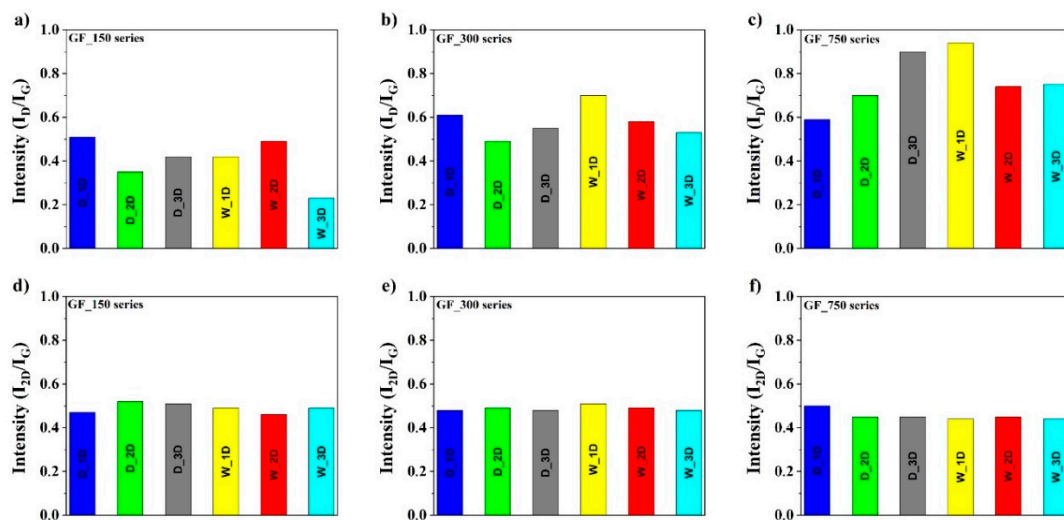 a)
GF_150 series
Intensity (I_D/I_G)
1.0
0.8
0.6
0.4
0.2
0.0
D_1D
D_2D
D_3D
W_1D
W_2D
W_3D
b)
GF_300 series
Intensity (I_D/I_G)
1.0
0.8
0.6
0.4
0.2
0.0
D_1D
D_2D
D_3D
W_1D
W_2D
W_3D
c)
GF_750 series
Intensity (I_D/I_G)
1.0
0.8
0.6
0.4
0.2
0.0
D_1D
D_2D
D_3D
W_1D
W_2D
W_3D
d)
GF_150 series
Intensity (I_2D/I_G)
1.0
0.8
0.6
0.4
0.2
0.0
D_1D
D_2D
D_3D
W_1D
W_2D
W_3D
e)
GF_300 series
Intensity (I_2D/I_G)
1.0
0.8
0.6
0.4
0.2
0.0
D_1D
D_2D
D_3D
W_1D
W_2D
W_3D
f)
GF_750 series
Intensity (I_2D/I_G)
1.0
0.8
0.6
0.4
0.2
0.0
D_1D
D_2D
D_3D
W_1D
W_2D
W_3D